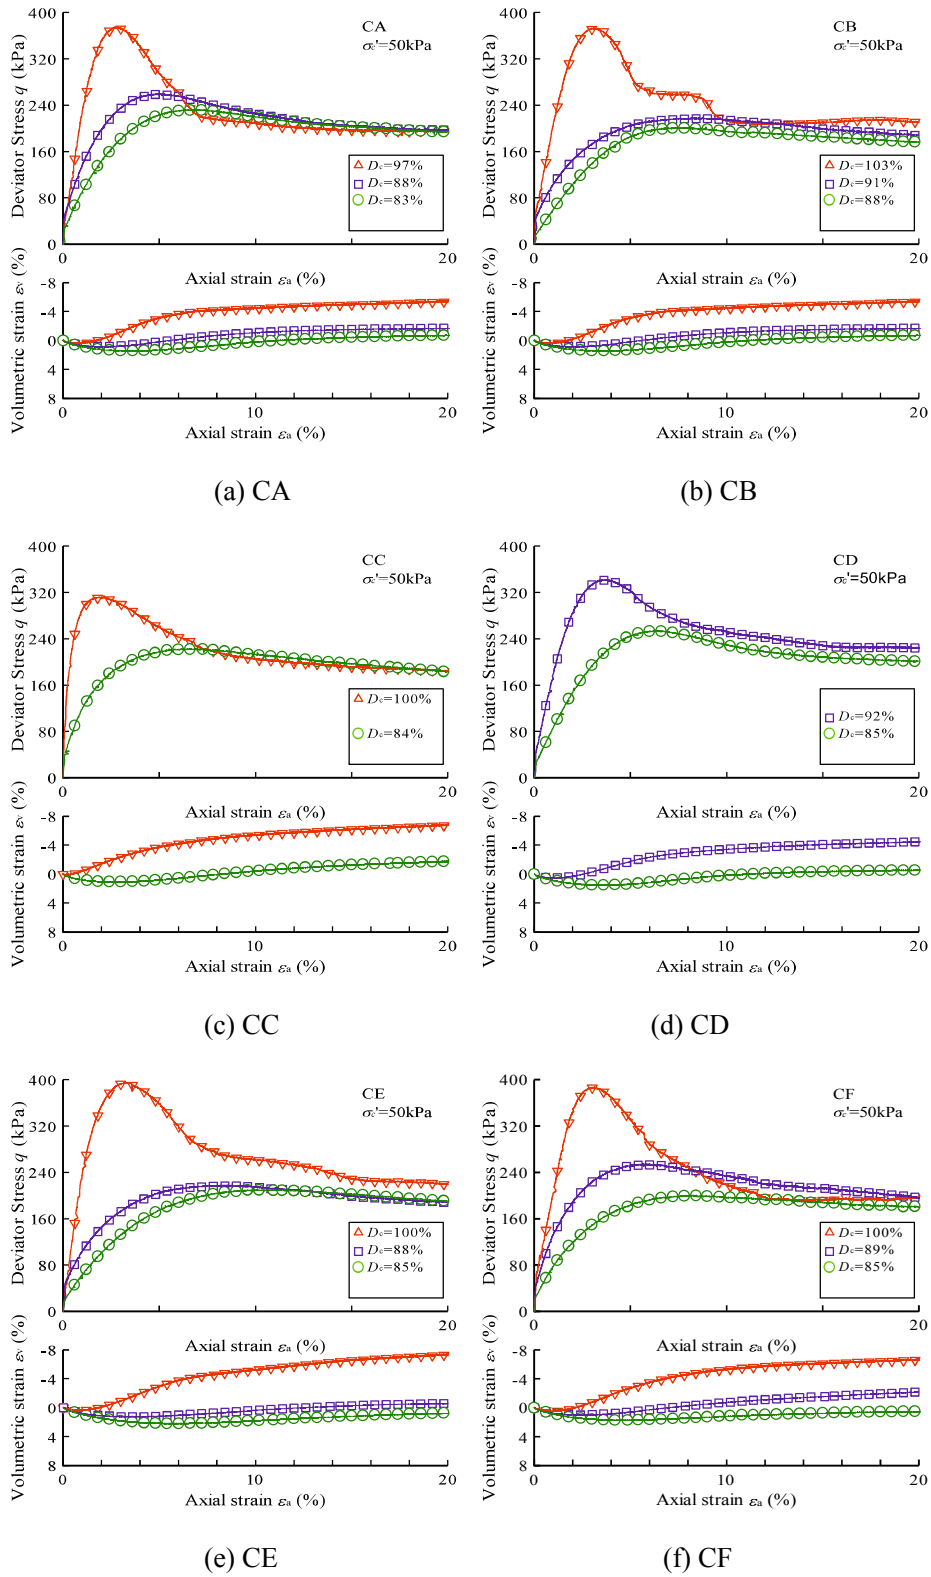 CA
σc'=50kPa
Deviator Stress q (kPa)
400
320
240
160
80
0
Dc=97%
Dc=88%
Dc=83%
0
20
Axial strain εa (%)
Volumetric strain εv (%)
-8
-4
0
4
8
0
10
20
Axial strain εa (%)
(a) CA
CB
σc'=50kPa
Deviator Stress q (kPa)
400
320
240
160
80
0
Dc=103%
Dc=91%
Dc=88%
0
20
Axial strain εa (%)
Volumetric strain εv (%)
-8
-4
0
4
8
0
10
20
Axial strain εa (%)
(b) CB
CC
σc'=50kPa
Deviator Stress q (kPa)
400
320
240
160
80
0
Dc=100%
Dc=84%
0
20
Axial strain εa (%)
Volumetric strain εv (%)
-8
-4
0
4
8
0
10
20
Axial strain εa (%)
(c) CC
CD
σc'=50kPa
Deviator Stress q (kPa)
400
320
240
160
80
0
Dc=92%
Dc=85%
0
20
Axial strain εa (%)
Volumetric strain εv (%)
-8
-4
0
4
8
0
10
20
Axial strain εa (%)
(d) CD
CE
σc'=50kPa
Deviator Stress q (kPa)
400
320
240
160
80
0
Dc=100%
Dc=88%
Dc=85%
0
20
Axial strain εa (%)
Volumetric strain εv (%)
-8
-4
0
4
8
0
10
20
Axial strain εa (%)
(e) CE
CF
σc'=50kPa
Deviator Stress q (kPa)
400
320
240
160
80
0
Dc=100%
Dc=89%
Dc=85%
0
20
Axial strain εa (%)
Volumetric strain εv (%)
-8
-4
0
4
8
0
10
20
Axial strain εa (%)
(f) CF